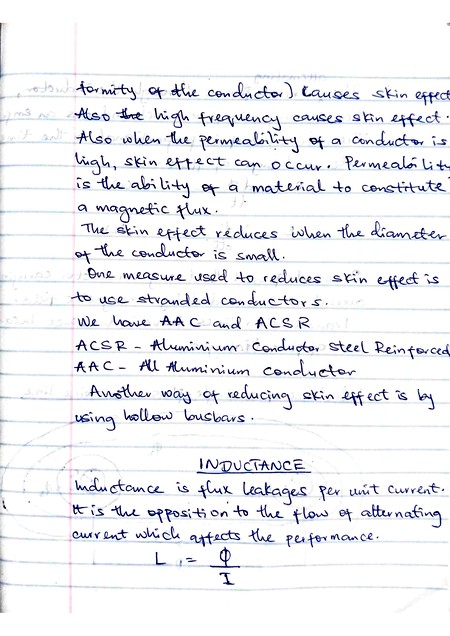 formity of the conductor) causes skin effect
Also high frequency causes skin effect.
Also when the permeability of a conductor is
high, skin effect can occur. Permeability
is the ability of a material to constitute
a magnetic flux.
The skin effect reduces when the diameter
of the conductor is small.
One measure used to reduces skin effect is
to use stranded conductors.
We have AAC and ACSR
ACSR - Aluminium Conductor Steel Reinforced
AAC - All Aluminium conductor
Another way of reducing skin effect is by
using hollow busbars.
INDUCTANCE
Inductance is flux leakages per unit current.
It is the opposition to the flow of alternating
current which affects the performance.
L = Φ
I